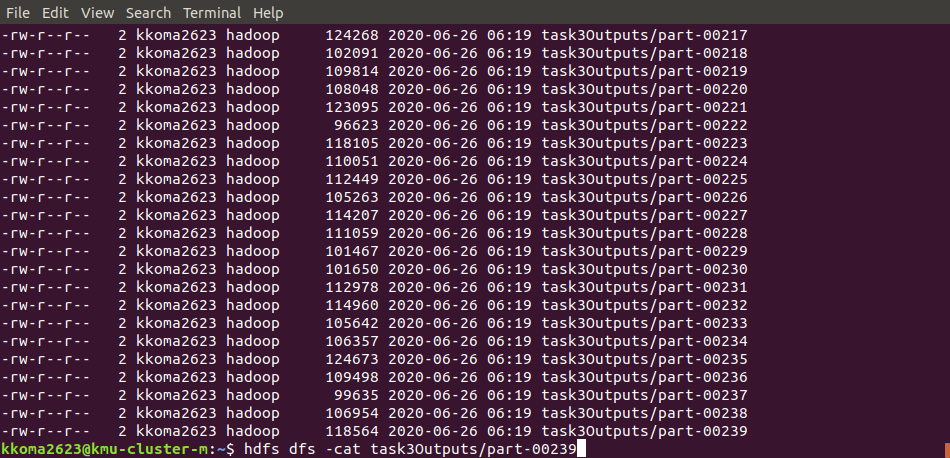 File Edit View Search Terminal Help
-rw-r--r-- 2 kkoma2623 hadoop 124268 2020-06-26 06:19 task3Outputs/part-00217
-rw-r--r-- 2 kkoma2623 hadoop 102091 2020-06-26 06:19 task3Outputs/part-00218
-rw-r--r-- 2 kkoma2623 hadoop 109814 2020-06-26 06:19 task3Outputs/part-00219
-rw-r--r-- 2 kkoma2623 hadoop 108048 2020-06-26 06:19 task3Outputs/part-00220
-rw-r--r-- 2 kkoma2623 hadoop 123095 2020-06-26 06:19 task3Outputs/part-00221
-rw-r--r-- 2 kkoma2623 hadoop 96623 2020-06-26 06:19 task3Outputs/part-00222
-rw-r--r-- 2 kkoma2623 hadoop 118105 2020-06-26 06:19 task3Outputs/part-00223
-rw-r--r-- 2 kkoma2623 hadoop 110051 2020-06-26 06:19 task3Outputs/part-00224
-rw-r--r-- 2 kkoma2623 hadoop 112449 2020-06-26 06:19 task3Outputs/part-00225
-rw-r--r-- 2 kkoma2623 hadoop 105263 2020-06-26 06:19 task3Outputs/part-00226
-rw-r--r-- 2 kkoma2623 hadoop 114207 2020-06-26 06:19 task3Outputs/part-00227
-rw-r--r-- 2 kkoma2623 hadoop 111059 2020-06-26 06:19 task3Outputs/part-00228
-rw-r--r-- 2 kkoma2623 hadoop 101467 2020-06-26 06:19 task3Outputs/part-00229
-rw-r--r-- 2 kkoma2623 hadoop 101650 2020-06-26 06:19 task3Outputs/part-00230
-rw-r--r-- 2 kkoma2623 hadoop 112978 2020-06-26 06:19 task3Outputs/part-00231
-rw-r--r-- 2 kkoma2623 hadoop 114960 2020-06-26 06:19 task3Outputs/part-00232
-rw-r--r-- 2 kkoma2623 hadoop 105642 2020-06-26 06:19 task3Outputs/part-00233
-rw-r--r-- 2 kkoma2623 hadoop 106357 2020-06-26 06:19 task3Outputs/part-00234
-rw-r--r-- 2 kkoma2623 hadoop 124673 2020-06-26 06:19 task3Outputs/part-00235
-rw-r--r-- 2 kkoma2623 hadoop 109498 2020-06-26 06:19 task3Outputs/part-00236
-rw-r--r-- 2 kkoma2623 hadoop 99635 2020-06-26 06:19 task3Outputs/part-00237
-rw-r--r-- 2 kkoma2623 hadoop 106954 2020-06-26 06:19 task3Outputs/part-00238
-rw-r--r-- 2 kkoma2623 hadoop 118564 2020-06-26 06:19 task3Outputs/part-00239
kkoma2623@kmu-cluster-m:~$ hdfs dfs -cat task3Outputs/part-00239